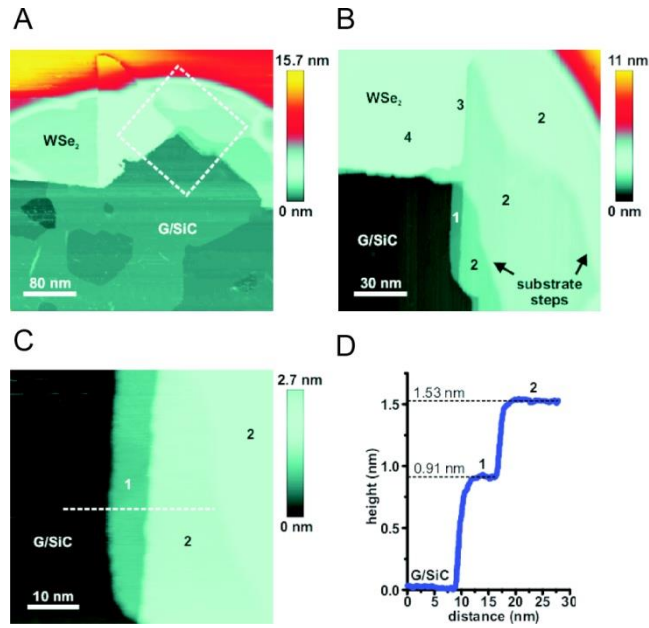 A
15.7 nm
WSe₂
G/SiC
80 nm
0 nm
B
11 nm
WSe₂
3
2
4
2
G/SiC
1
2
substrate
steps
30 nm
0 nm
C
2.7 nm
2
1
G/SiC
2
10 nm
0 nm
D
1.53 nm
2
0.91 nm
1
G/SiC
height (nm)
1.5
1.0
0.5
0.0
0 5 10 15 20 25 30
distance (nm)